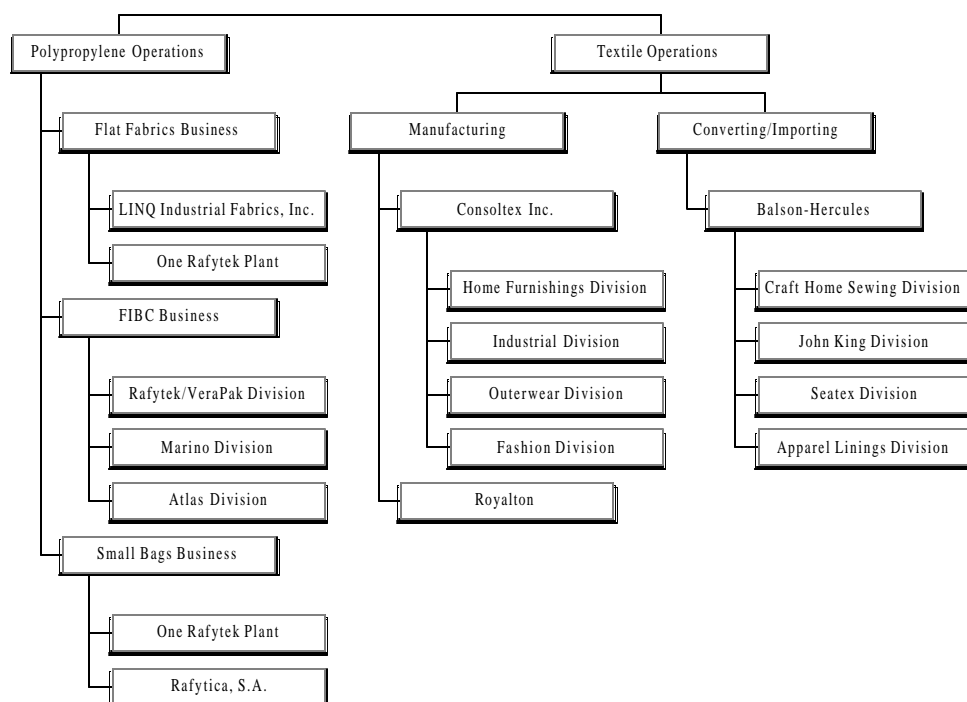 Polypropylene Operations
Textile Operations
Flat Fabrics Business
Manufacturing
Converting/Importing
LINQ Industrial Fabrics, Inc.
Consoltex Inc.
Balson-Hercules
One Rafytek Plant
Home Furnishings Division
Craft Home Sewing Division
FIBC Business
Industrial Division
John King Division
Rafytek/VeraPak Division
Outerwear Division
Seatex Division
Marino Division
Fashion Division
Apparel Linings Division
Atlas Division
Royalton
Small Bags Business
One Rafytek Plant
Rafytica, S.A.